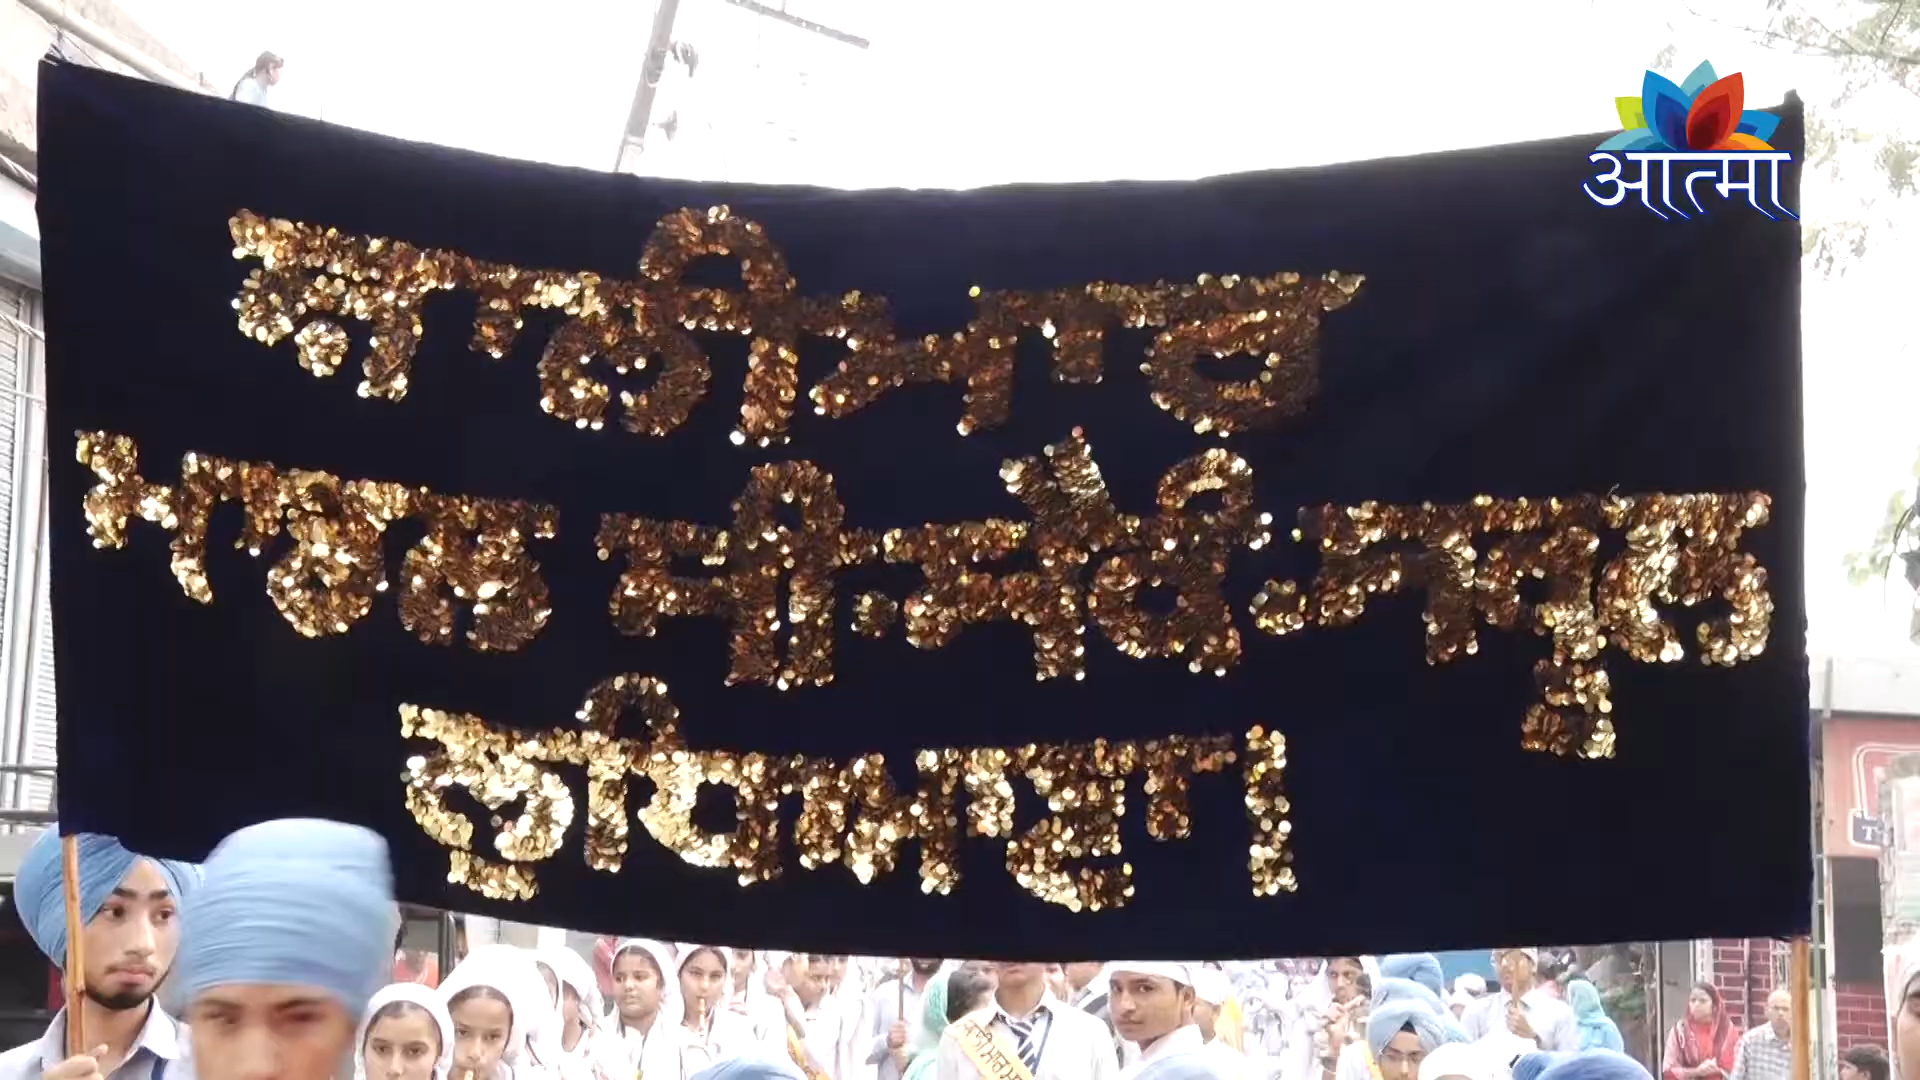 आत्मा
ਕਾਲੀਮਾਰ
ਮਾਡਲ ਸੀ.ਸੈਕੰ.ਸਕੂਲ
ਲੁਧਿਆਣਾ।